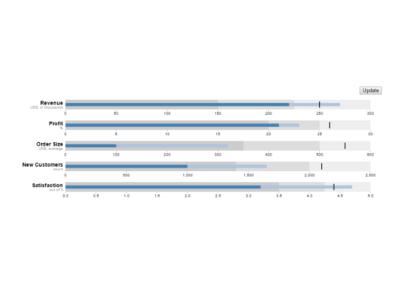 Update
Revenue
US$, in thousands
0 50 100 150 200 250 300
Profit
%
0 5 10 15 20 25 30
Order Size
US$, average
0 100 200 300 400 500 600
New Customers
count
0 500 1,000 1,500 2,000 2,500
Satisfaction
out of 5
0.0 0.5 1.0 1.5 2.0 2.5 3.0 3.5 4.0 4.5 5.0